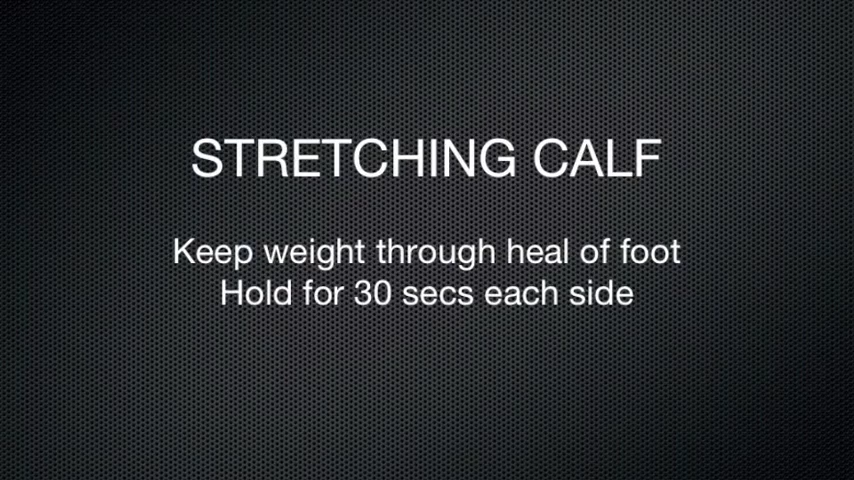 STRETCHING CALF
Keep weight through heal of foot
Hold for 30 secs each side